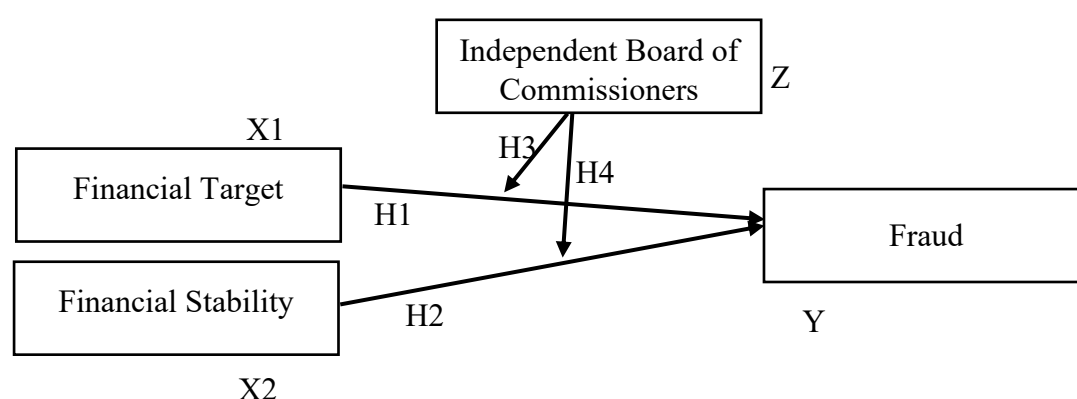 Independent Board of
Commissioners
Z
X1
H3
Financial Target
H4
H1
Fraud
Financial Stability
H2
Y
X2